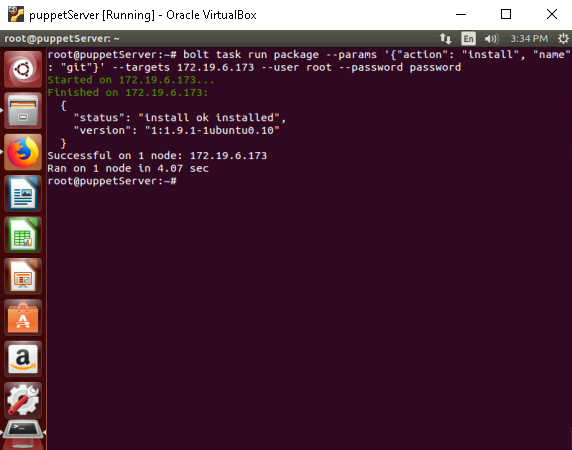 puppetServer [Running] - Oracle VirtualBox
root@puppetServer: ~
En
3:34 PM
root@puppetServer:~# bolt task run package --params '{"action": "install", "name"
: "git"}' --targets 172.19.6.173 --user root --password password
Started on 172.19.6.173...
Finished on 172.19.6.173:
{
"status": "install ok installed",
"version": "1:1.9.1-1ubuntu0.10"
}
Successful on 1 node: 172.19.6.173
Ran on 1 node in 4.07 sec
root@puppetServer:~#